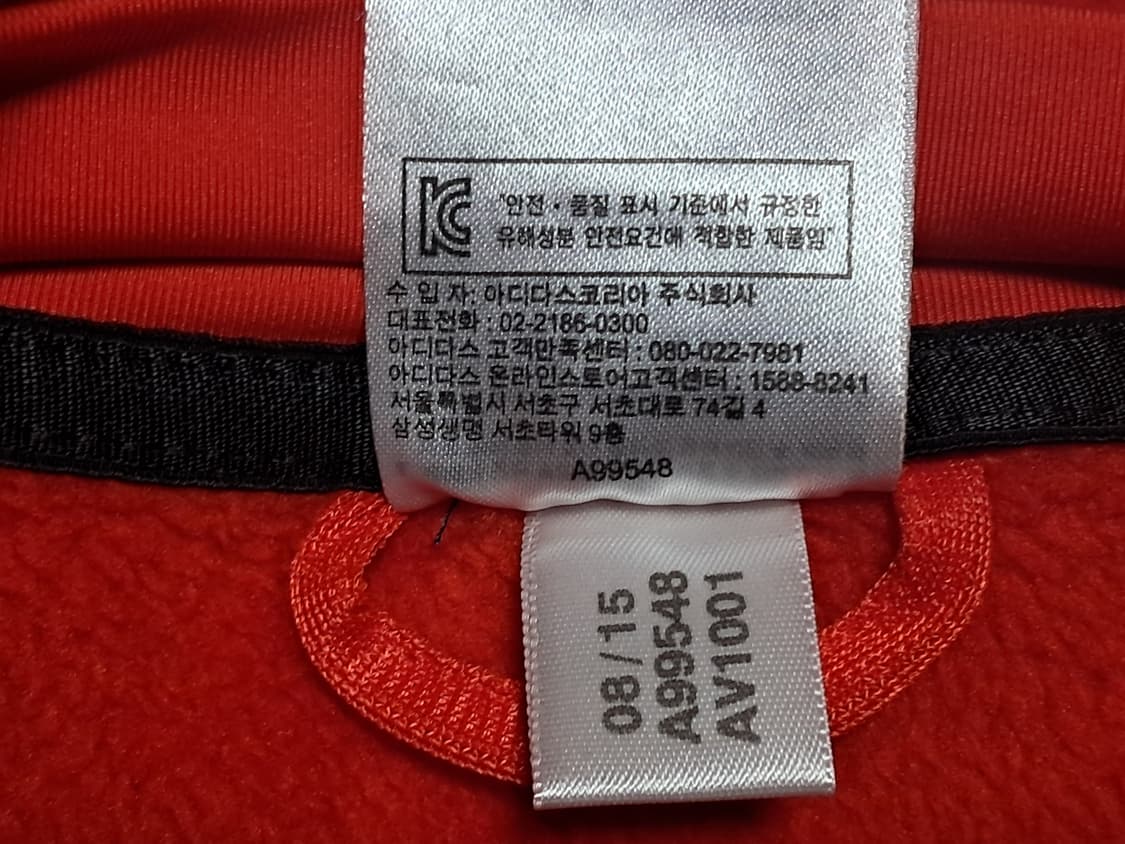 KC
"안전·품질 표시 기준에서 규정한
유해성분 안전요건에 적합한 제품임"
수 입 자: 아디다스코리아 주식회사
대표전화 : 02-2186-0300
아디다스 고객만족센터 : 080-022-7981
아디다스 온라인스토어고객센터 : 1588-8241
서울특별시 서초구 서초대로 74길 4
삼성생명 서초타워 9층
A99548
08/15
A99548
AV1001